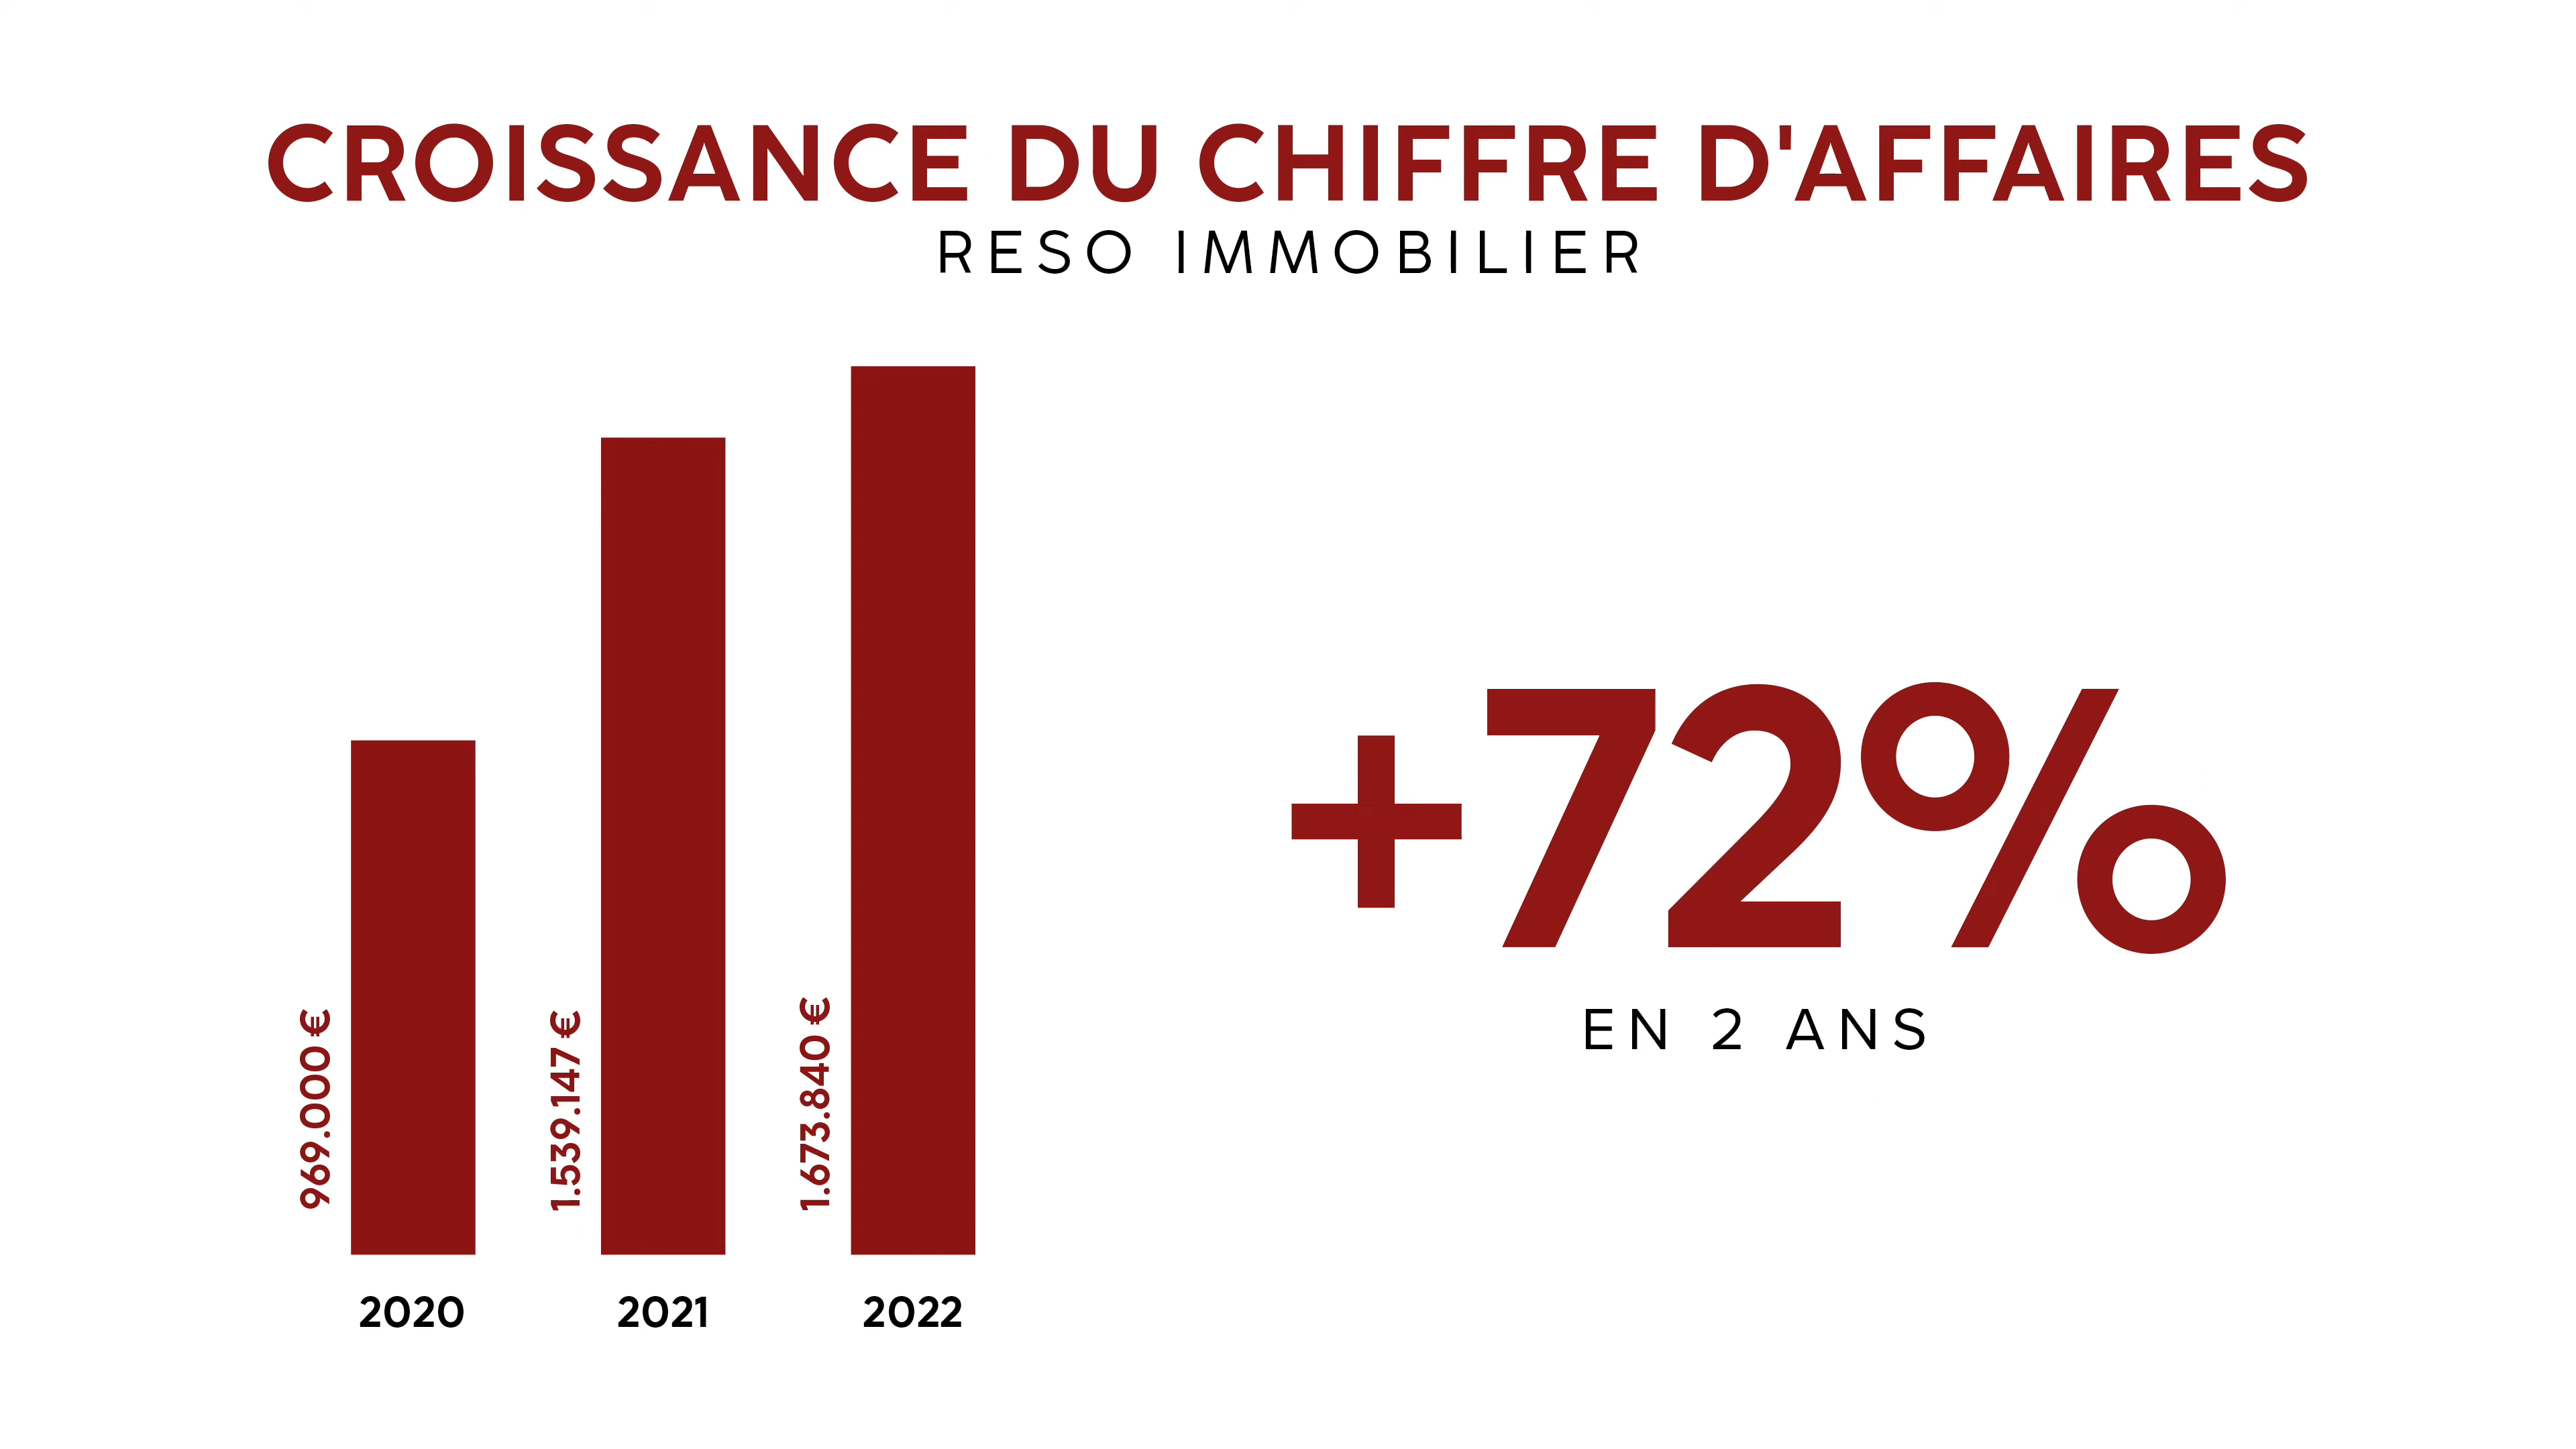 CROISSANCE DU CHIFFRE D'AFFAIRES
RESO IMMOBILIER
969.000 €
1.539.147 €
1.673.840 €
2020
2021
2022
+72%
EN 2 ANS